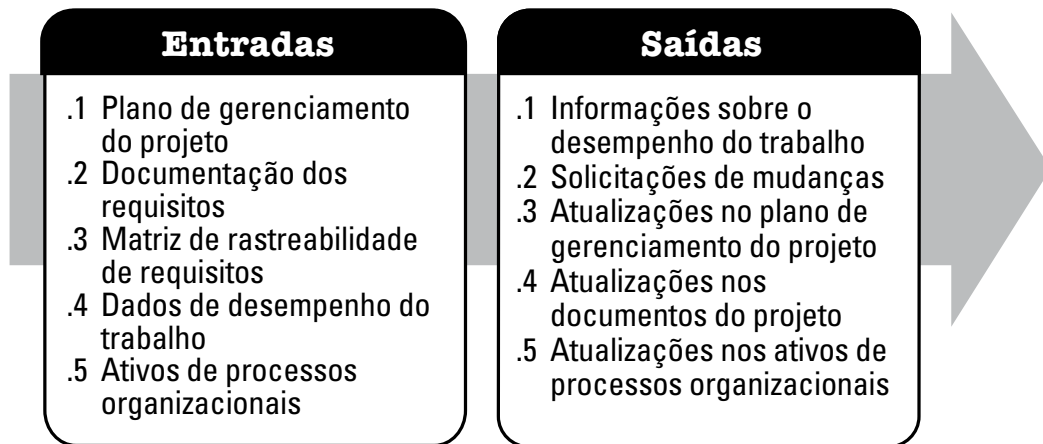 Entradas
.1 Plano de gerenciamento
do projeto
.2 Documentação dos
requisitos
.3 Matriz de rastreabilidade
de requisitos
.4 Dados de desempenho do
trabalho
.5 Ativos de processos
organizacionais
Saídas
.1 Informações sobre o
desempenho do trabalho
.2 Solicitações de mudanças
.3 Atualizações no plano de
gerenciamento do projeto
.4 Atualizações nos
documentos do projeto
.5 Atualizações nos ativos de
processos organizacionais